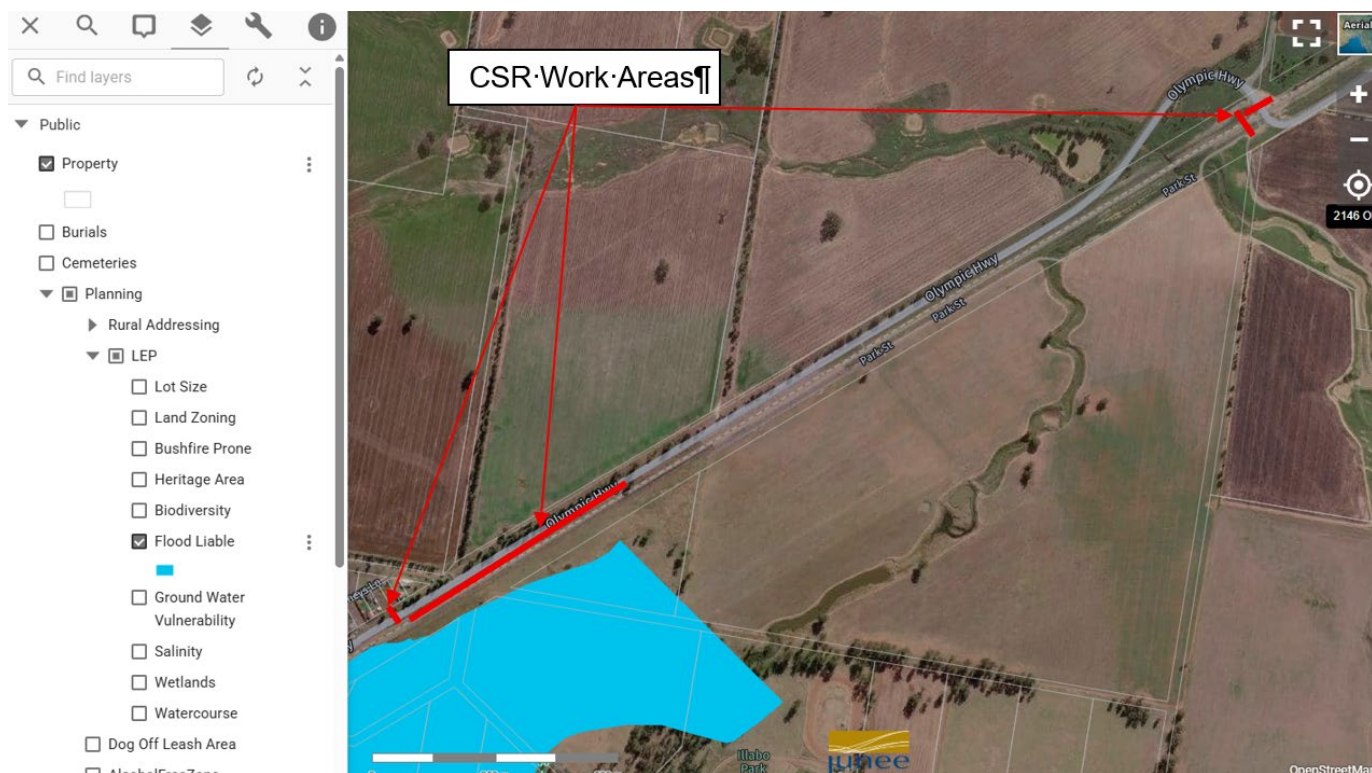 Find layers
Public
Property
Burials
Cemeteries
Planning
Rural Addressing
LEP
Lot Size
Land Zoning
Bushfire Prone
Heritage Area
Biodiversity
Flood Liable
Ground Water
Vulnerability
Salinity
Wetlands
Watercourse
Dog Off Leash Area
CSR·Work·Areas¶
Aerial
Olympic Hwy
Park St
2146 O
Olympic Hwy
Park St
Park St
Olympic Hwy
Illabo
Park
junee
OpenStreetMap